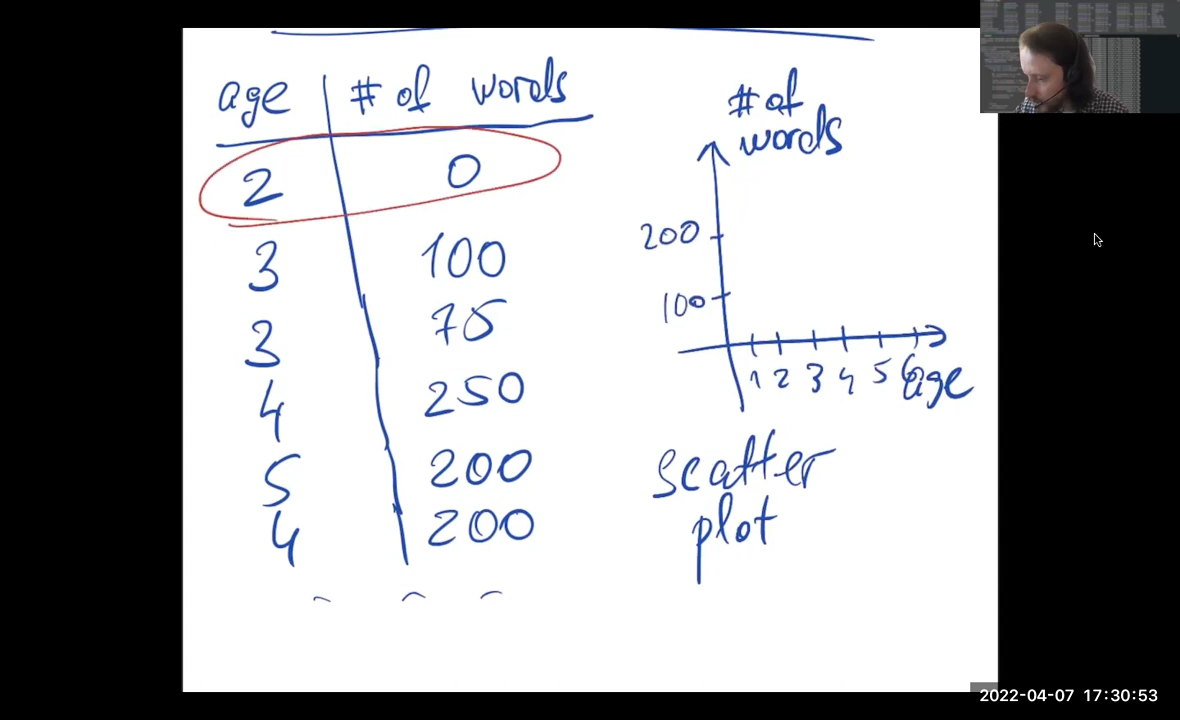 age # of words
2 0
3 100
3 75
4 250
5 200
4 200
# of
words
200
100
1 2 3 4 5 6 age
scatter
plot
2022-04-07 17:30:53